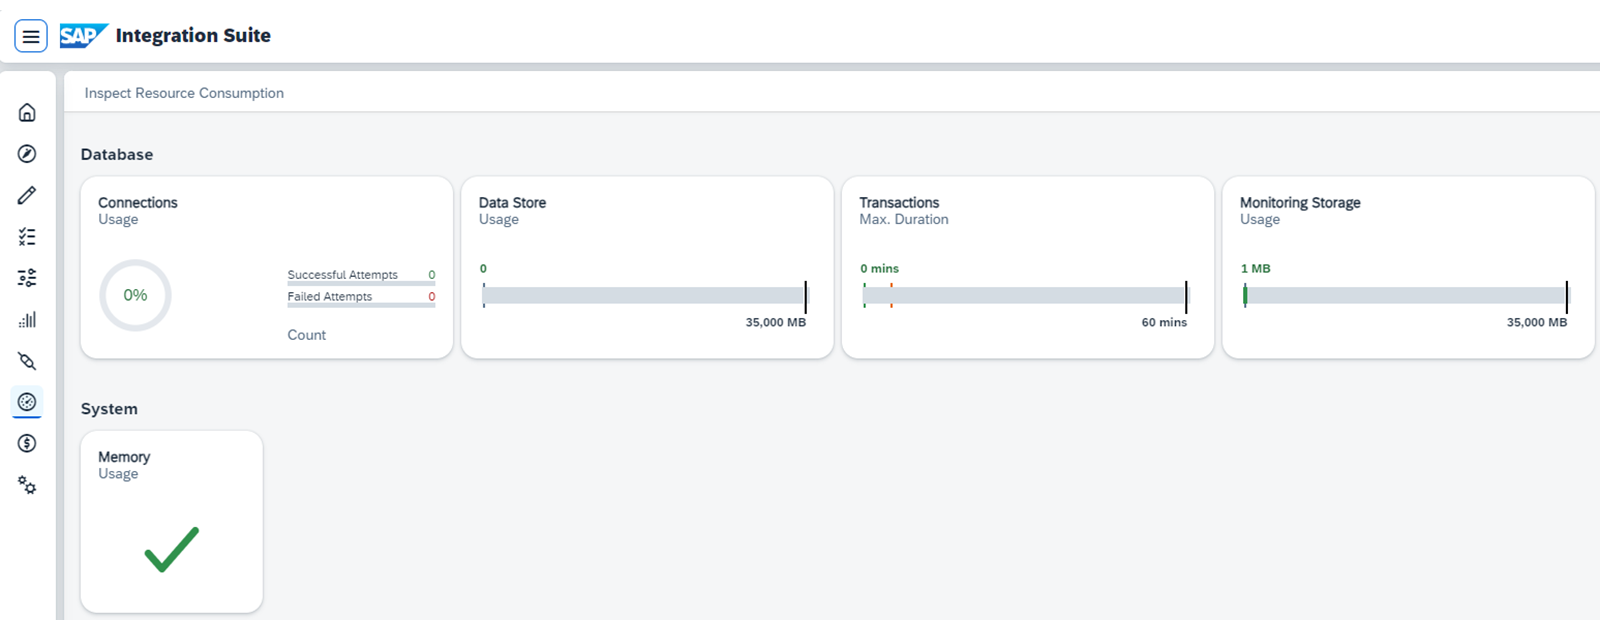 SAP Integration Suite
Inspect Resource Consumption
Database
Connections
Usage
0%
Successful Attempts 0
Failed Attempts 0
Count
Data Store
Usage
0
35,000 MB
Transactions
Max. Duration
0 mins
60 mins
Monitoring Storage
Usage
1 MB
35,000 MB
System
Memory
Usage